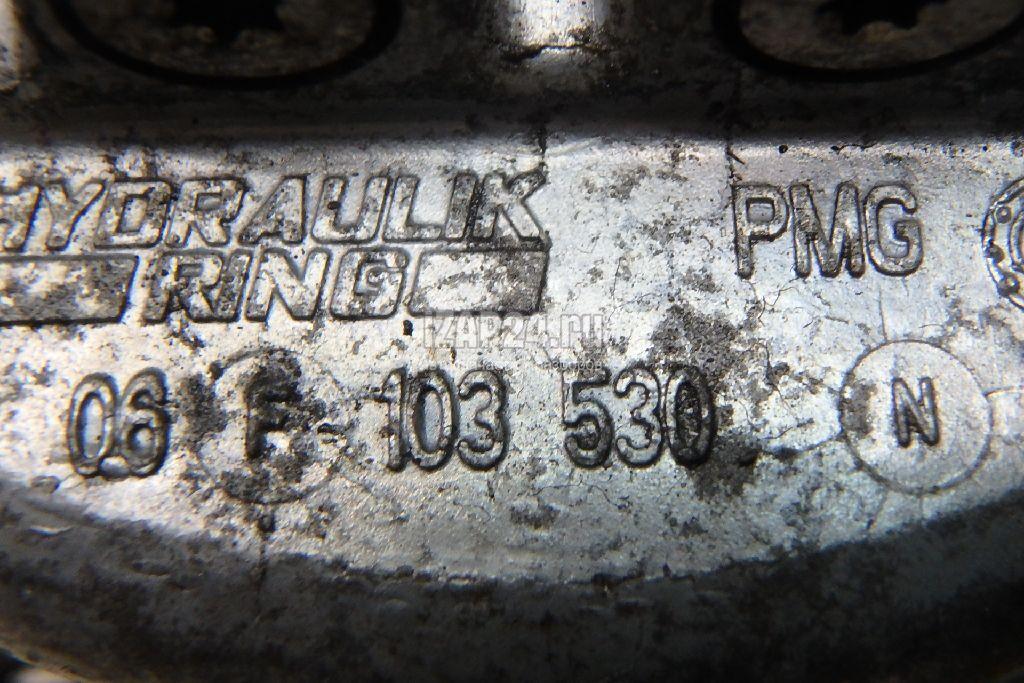 HYDRAULIK PMG
RING
IZAP24.ru
06 F 103 530 N